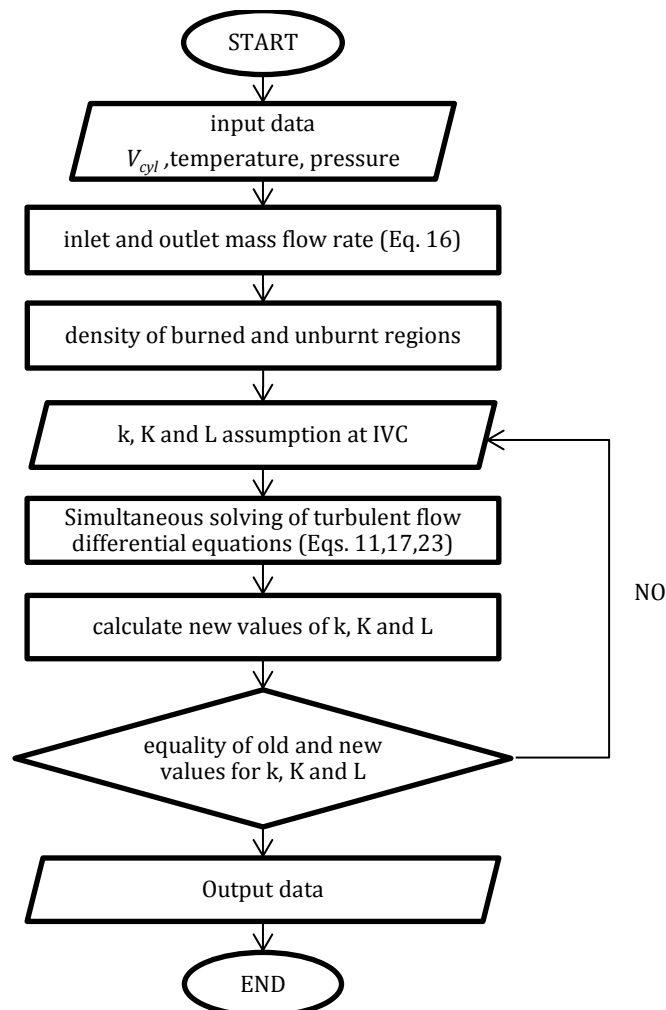 START
input data
V_cyl ,temperature, pressure
inlet and outlet mass flow rate (Eq. 16)
density of burned and unburnt regions
k, K and L assumption at IVC
Simultaneous solving of turbulent flow
differential equations (Eqs. 11,17,23)
NO
calculate new values of k, K and L
equality of old and new
values for k, K and L
Output data
END